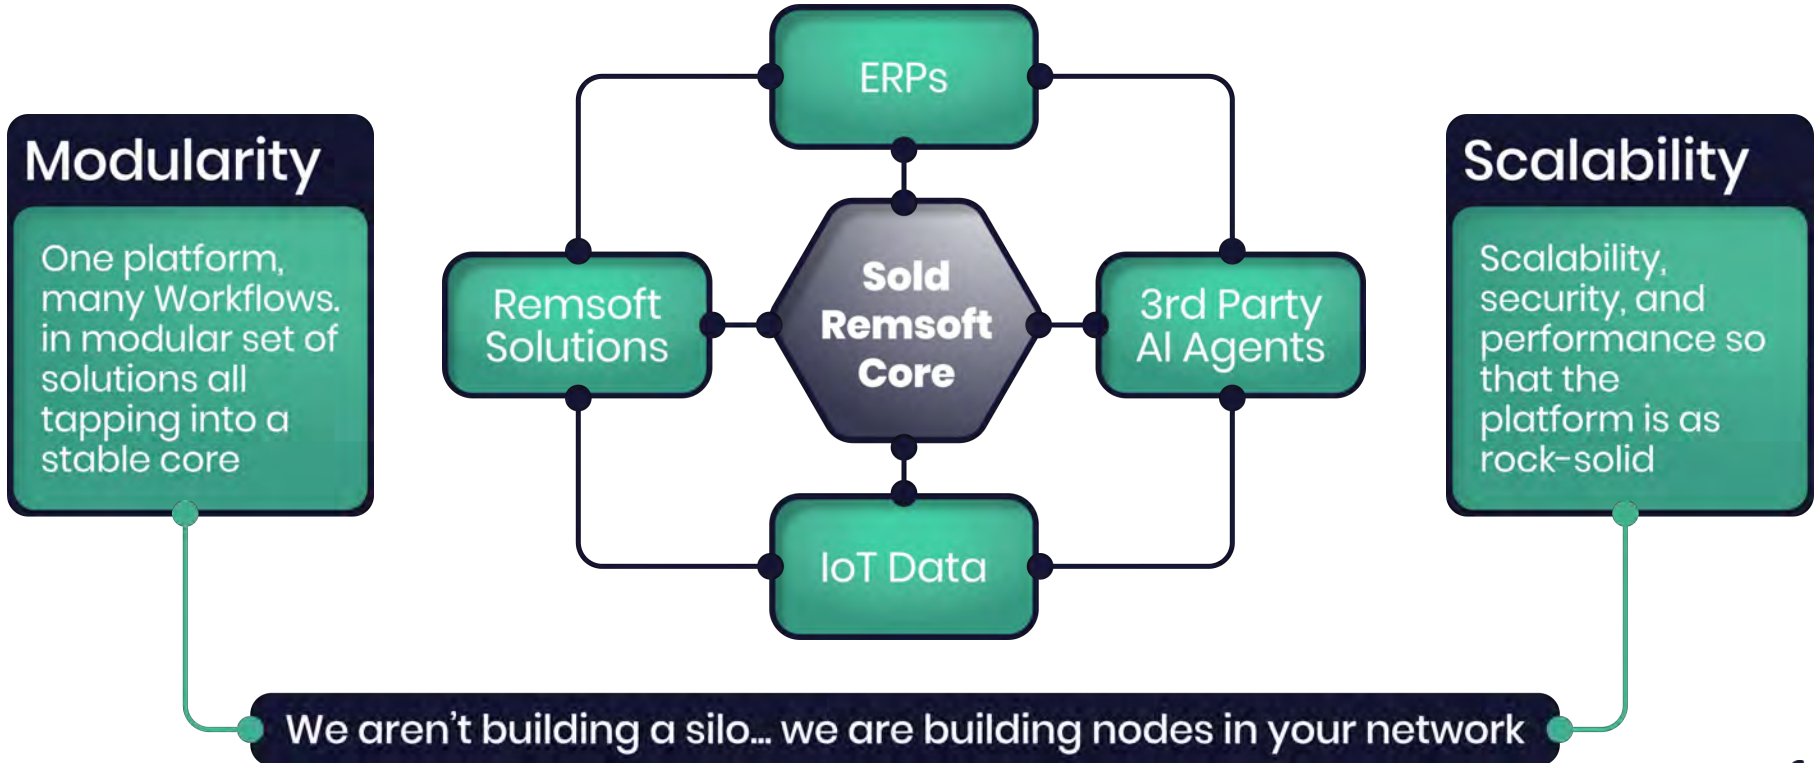 ERPs
Modularity
One platform,
many Workflows.
in modular set of
solutions all
tapping into a
stable core
Remsoft
Solutions
Sold
Remsoft
Core
3rd Party
AI Agents
IoT Data
Scalability
Scalability,
security, and
performance so
that the
platform is as
rock-solid
We aren't building a silo... we are building nodes in your network